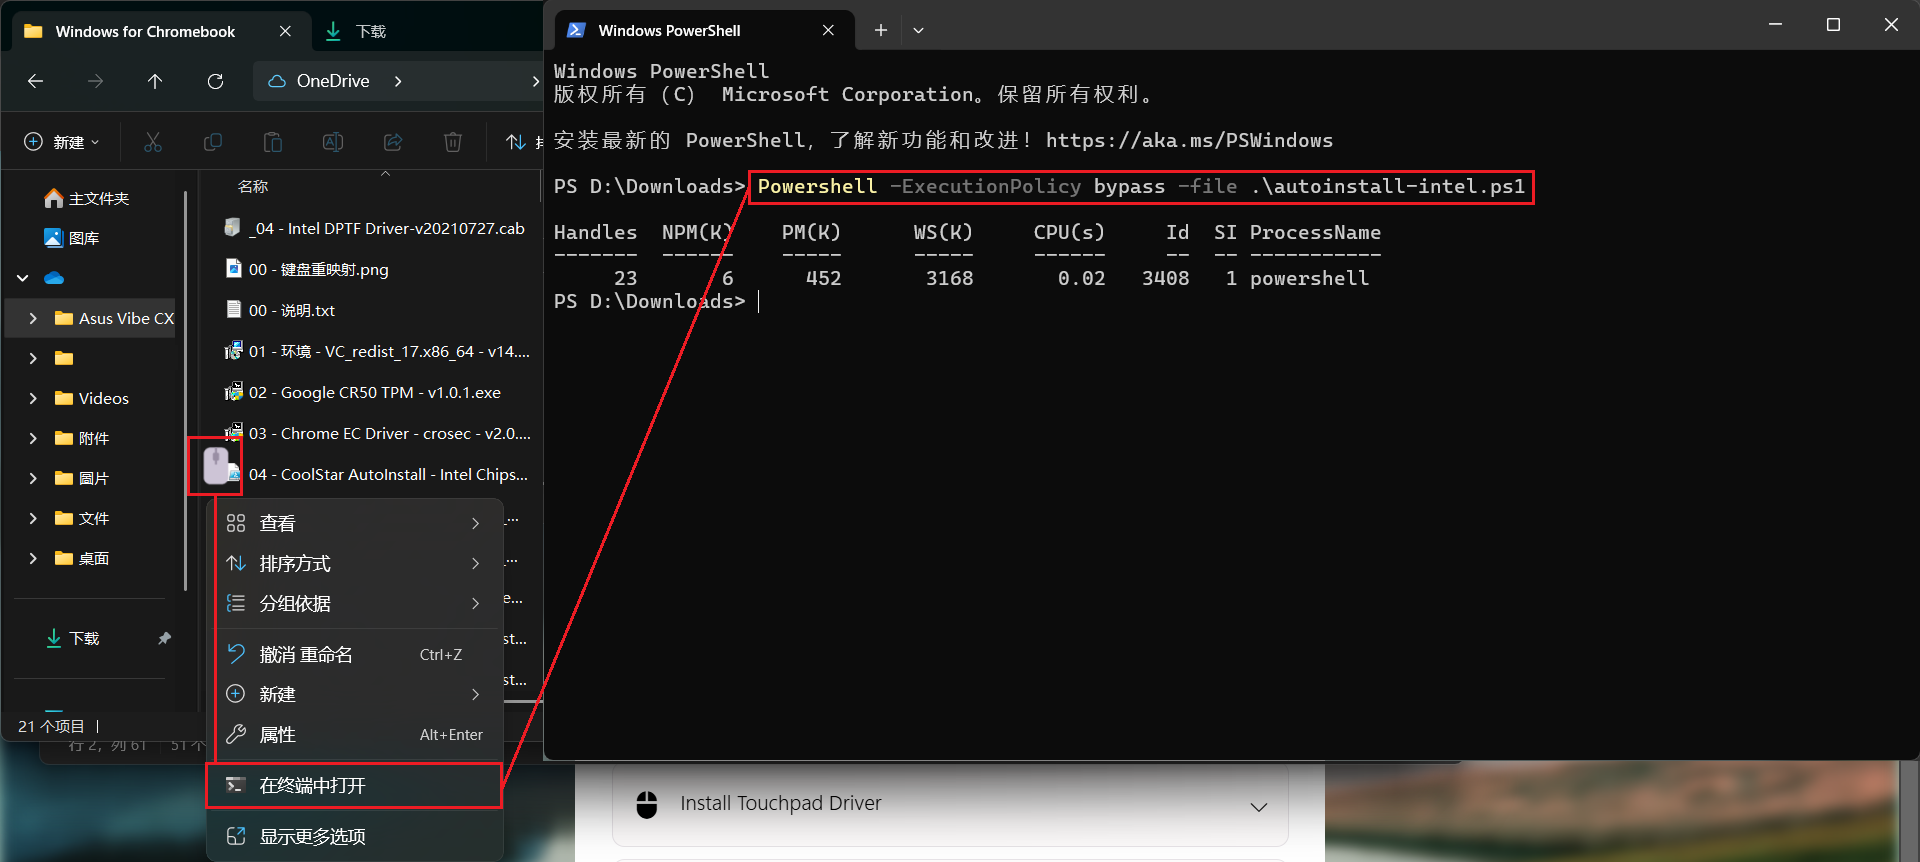 Windows for Chromebook
下载
OneDrive
新建
名称
主文件夹
图库
Asus Vibe CX
Videos
附件
圖片
文件
桌面
下载
21 个项目
行 2，列 61
51 个
_04 - Intel DPTF Driver-v20210727.cab
00 - 键盘重映射.png
00 - 说明.txt
01 - 环境 - VC_redist_17.x86_64 - v14....
02 - Google CR50 TPM - v1.0.1.exe
03 - Chrome EC Driver - crosec - v2.0....
04 - CoolStar AutoInstall - Intel Chips...
_...
_...
e...
st...
st...
查看
排序方式
分组依据
撤消 重命名 Ctrl+Z
新建
属性 Alt+Enter
在终端中打开
显示更多选项
Windows PowerShell
Windows PowerShell
版权所有（C） Microsoft Corporation。保留所有权利。
安装最新的 PowerShell，了解新功能和改进！https://aka.ms/PSWindows
PS D:\Downloads> Powershell -ExecutionPolicy bypass -file .\autoinstall-intel.ps1
Handles NPM(K) PM(K) WS(K) CPU(s) Id SI ProcessName
------- ------ ----- ----- ------ -- -- -----------
23 6 452 3168 0.02 3408 1 powershell
PS D:\Downloads>
Install Touchpad Driver